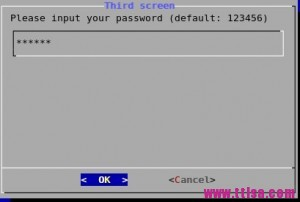 Third screen
Please input your password (default: 123456)
******
< OK > <Cancel>
www.ttlsa.com